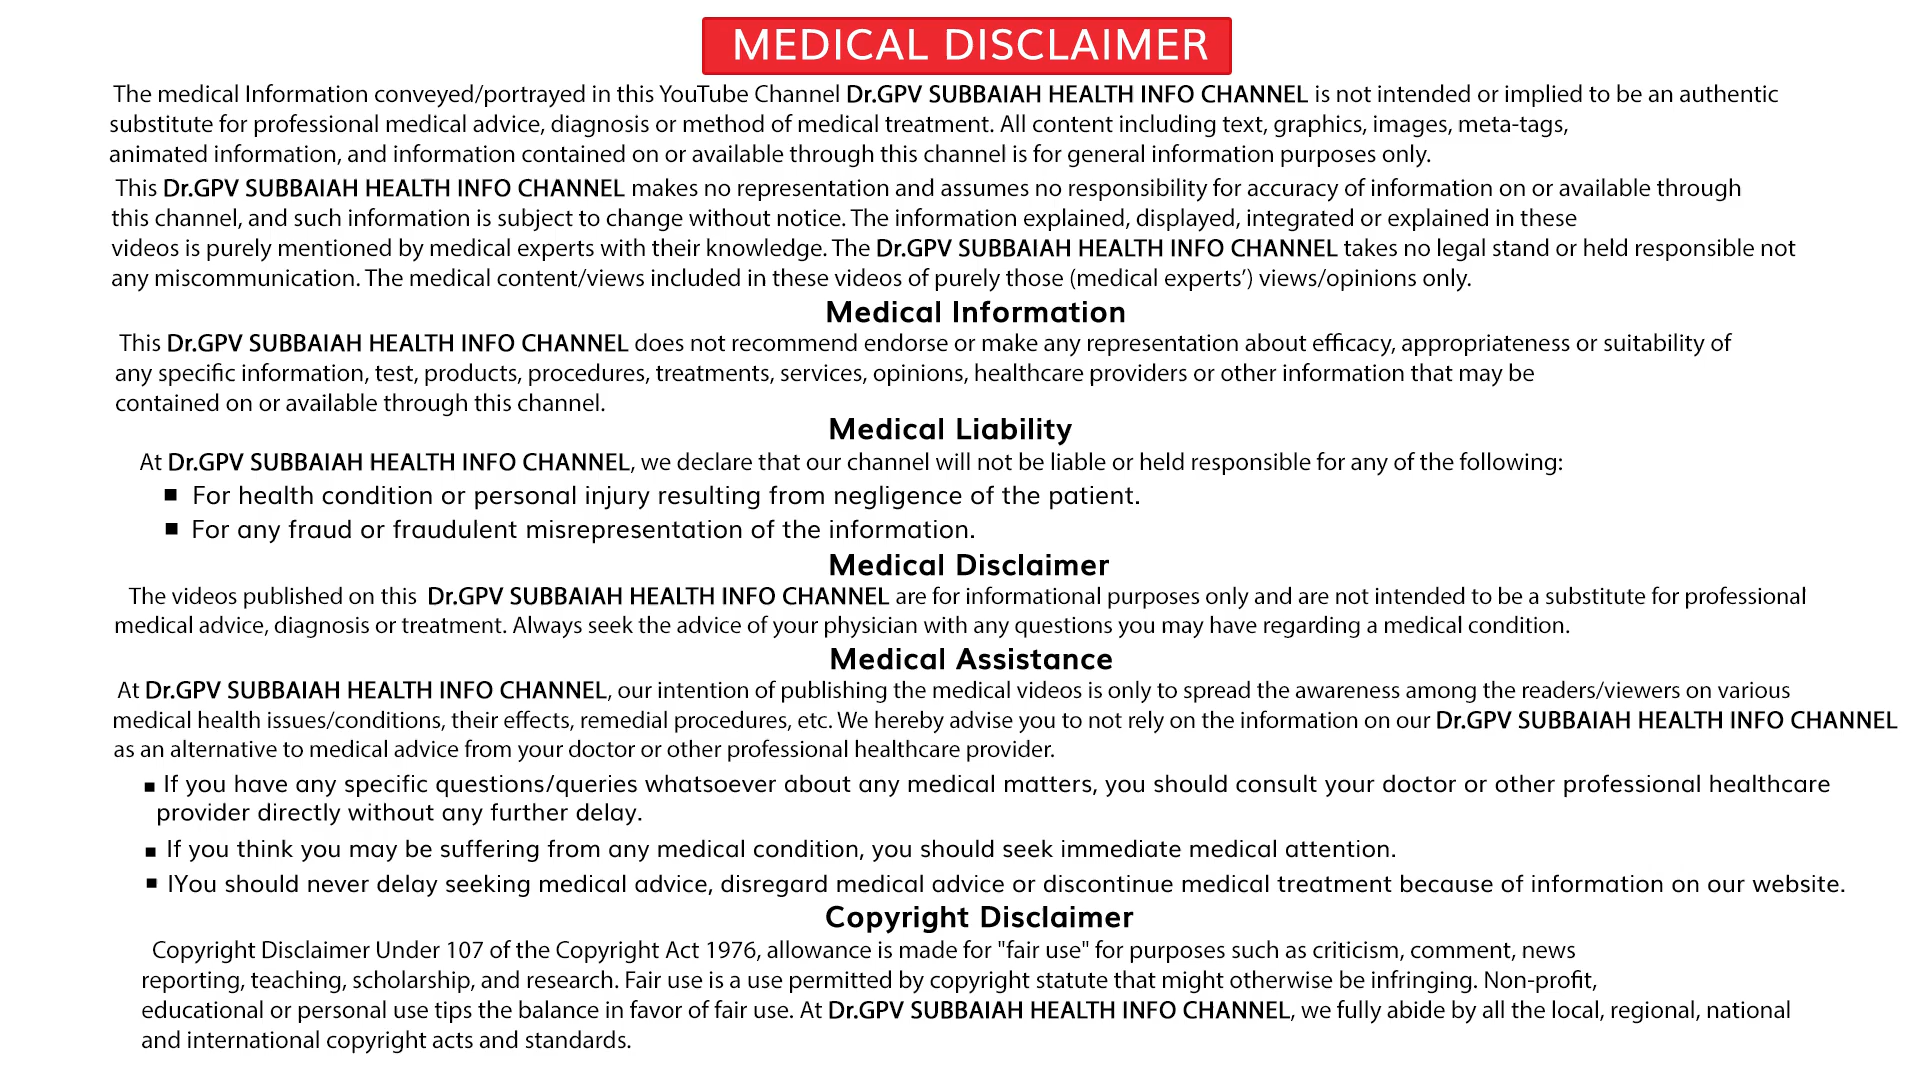 MEDICAL DISCLAIMER
The medical Information conveyed/portrayed in this YouTube Channel Dr.GPV SUBBAIAH HEALTH INFO CHANNEL is not intended or implied to be an authentic
substitute for professional medical advice, diagnosis or method of medical treatment. All content including text, graphics, images, meta-tags,
animated information, and information contained on or available through this channel is for general information purposes only.
This Dr.GPV SUBBAIAH HEALTH INFO CHANNEL makes no representation and assumes no responsibility for accuracy of information on or available through
this channel, and such information is subject to change without notice. The information explained, displayed, integrated or explained in these
videos is purely mentioned by medical experts with their knowledge. The Dr.GPV SUBBAIAH HEALTH INFO CHANNEL takes no legal stand or held responsible not
any miscommunication. The medical content/views included in these videos of purely those (medical experts’) views/opinions only.
Medical Information
This Dr.GPV SUBBAIAH HEALTH INFO CHANNEL does not recommend endorse or make any representation about efficacy, appropriateness or suitability of
any specific information, test, products, procedures, treatments, services, opinions, healthcare providers or other information that may be
contained on or available through this channel.
Medical Liability
At Dr.GPV SUBBAIAH HEALTH INFO CHANNEL, we declare that our channel will not be liable or held responsible for any of the following:
■ For health condition or personal injury resulting from negligence of the patient.
■ For any fraud or fraudulent misrepresentation of the information.
Medical Disclaimer
The videos published on this Dr.GPV SUBBAIAH HEALTH INFO CHANNEL are for informational purposes only and are not intended to be a substitute for professional
medical advice, diagnosis or treatment. Always seek the advice of your physician with any questions you may have regarding a medical condition.
Medical Assistance
At Dr.GPV SUBBAIAH HEALTH INFO CHANNEL, our intention of publishing the medical videos is only to spread the awareness among the readers/viewers on various
medical health issues/conditions, their effects, remedial procedures, etc. We hereby advise you to not rely on the information on our Dr.GPV SUBBAIAH HEALTH INFO CHANNEL
as an alternative to medical advice from your doctor or other professional healthcare provider.
■ If you have any specific questions/queries whatsoever about any medical matters, you should consult your doctor or other professional healthcare
provider directly without any further delay.
■ If you think you may be suffering from any medical condition, you should seek immediate medical attention.
■ IYou should never delay seeking medical advice, disregard medical advice or discontinue medical treatment because of information on our website.
Copyright Disclaimer
Copyright Disclaimer Under 107 of the Copyright Act 1976, allowance is made for "fair use" for purposes such as criticism, comment, news
reporting, teaching, scholarship, and research. Fair use is a use permitted by copyright statute that might otherwise be infringing. Non-profit,
educational or personal use tips the balance in favor of fair use. At Dr.GPV SUBBAIAH HEALTH INFO CHANNEL, we fully abide by all the local, regional, national
and international copyright acts and standards.